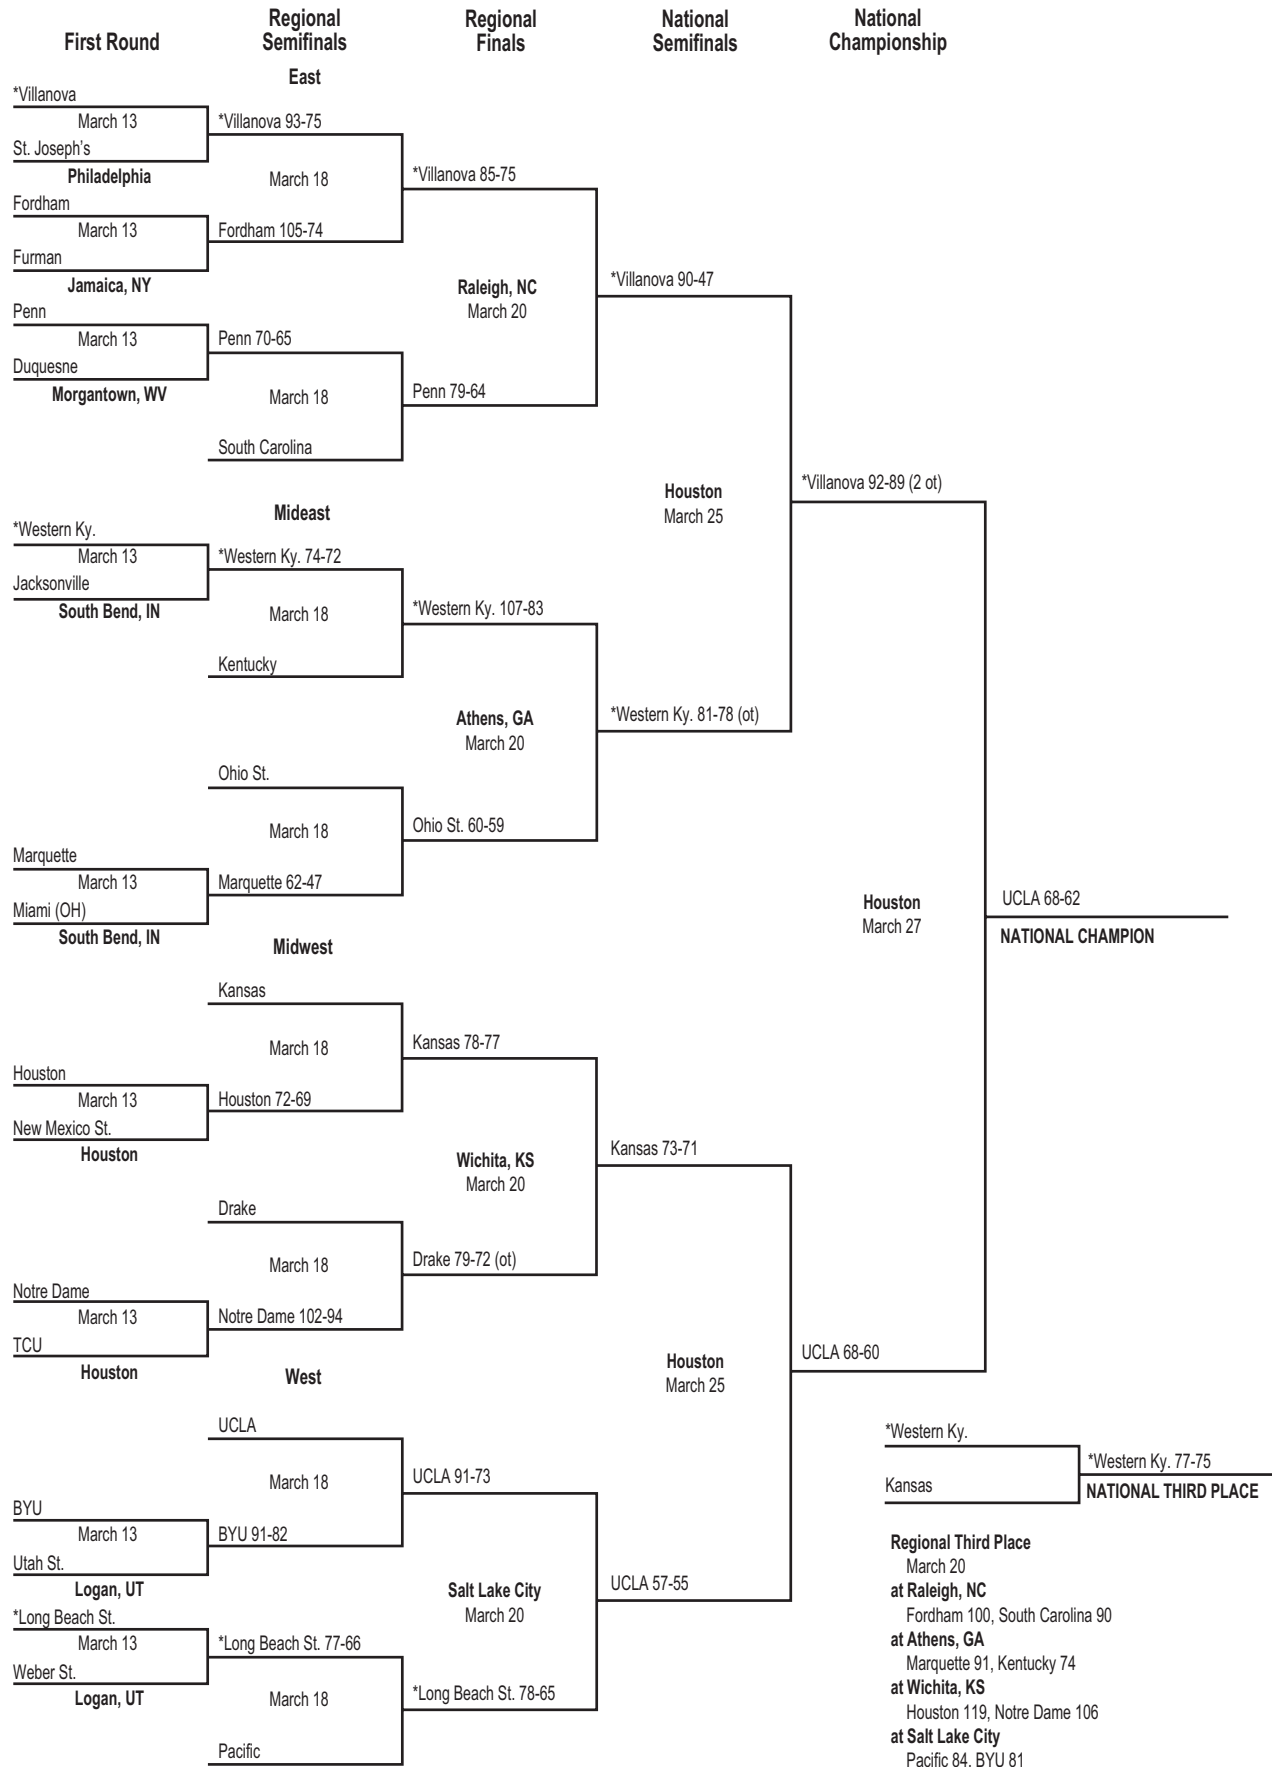 First Round
Regional
Semifinals
Regional
Finals
National
Semifinals
National
Championship
East
*Villanova
March 13
St. Joseph's
Philadelphia
*Villanova 93-75
March 18
Fordham
March 13
Furman
Jamaica, NY
Fordham 105-74
*Villanova 85-75
Raleigh, NC
March 20
Penn
March 13
Duquesne
Morgantown, WV
Penn 70-65
March 18
South Carolina
Penn 79-64
*Villanova 90-47
Houston
March 25
*Villanova 92-89 (2 ot)
Mideast
*Western Ky.
March 13
Jacksonville
South Bend, IN
*Western Ky. 74-72
March 18
Kentucky
*Western Ky. 107-83
Athens, GA
March 20
*Western Ky. 81-78 (ot)
Ohio St.
March 18
Ohio St. 60-59
Marquette
March 13
Miami (OH)
South Bend, IN
Marquette 62-47
Houston
March 27
UCLA 68-62
NATIONAL CHAMPION
Midwest
Kansas
March 18
Kansas 78-77
Houston
March 13
New Mexico St.
Houston
Houston 72-69
Wichita, KS
March 20
Kansas 73-71
Drake
March 18
Drake 79-72 (ot)
Notre Dame
March 13
TCU
Houston
Notre Dame 102-94
Houston
March 25
UCLA 68-60
West
UCLA
March 18
UCLA 91-73
BYU
March 13
Utah St.
Logan, UT
BYU 91-82
Salt Lake City
March 20
UCLA 57-55
*Long Beach St.
March 13
Weber St.
Logan, UT
*Long Beach St. 77-66
March 18
Pacific
*Long Beach St. 78-65
*Western Ky.
Kansas
*Western Ky. 77-75
NATIONAL THIRD PLACE
Regional Third Place
March 20
at Raleigh, NC
Fordham 100, South Carolina 90
at Athens, GA
Marquette 91, Kentucky 74
at Wichita, KS
Houston 119, Notre Dame 106
at Salt Lake City
Pacific 84, BYU 81